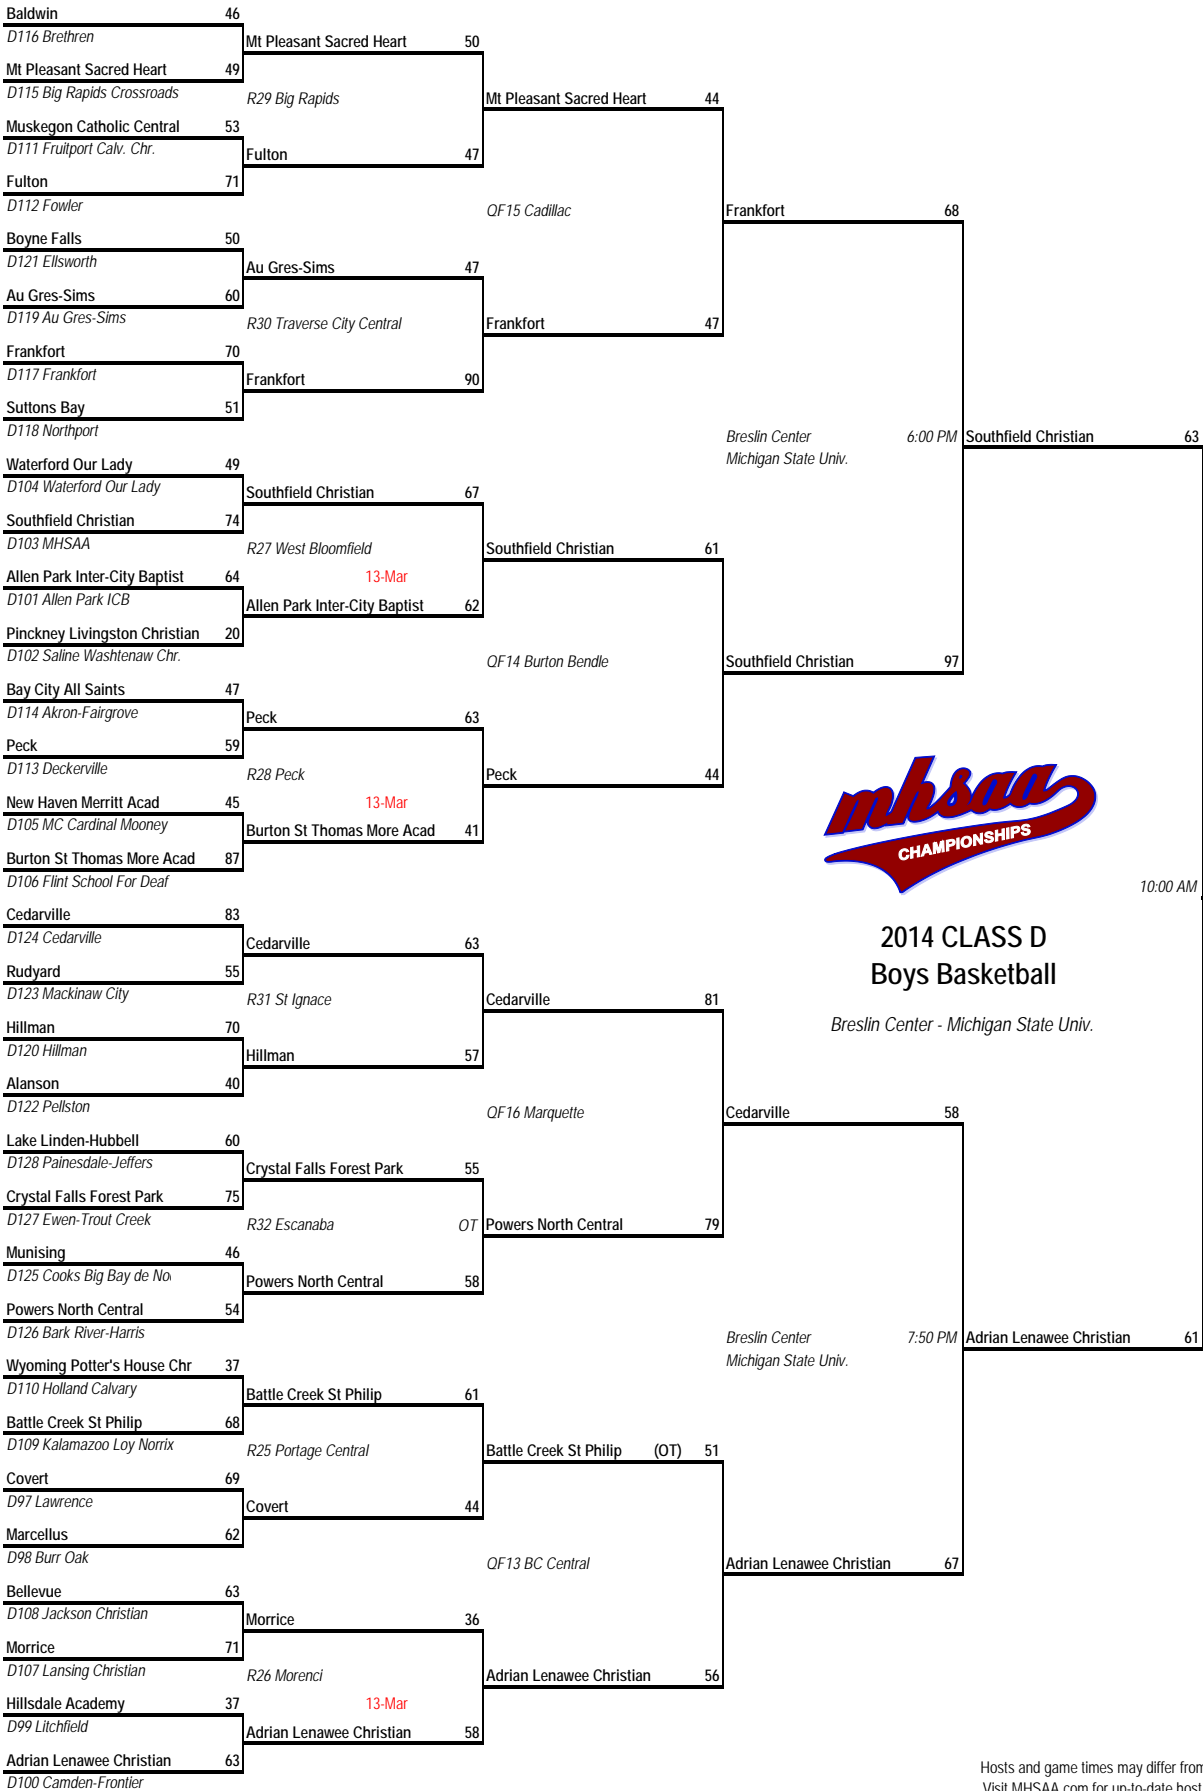 Baldwin 46
D116 Brethren
Mt Pleasant Sacred Heart 50
Mt Pleasant Sacred Heart 49
D115 Big Rapids Crossroads
R29 Big Rapids
Mt Pleasant Sacred Heart 44
Muskegon Catholic Central 53
D111 Fruitport Calv. Chr.
Fulton 47
Fulton 71
D112 Fowler
QF15 Cadillac
Frankfort 68
Boyne Falls 50
D121 Ellsworth
Au Gres-Sims 47
Au Gres-Sims 60
D119 Au Gres-Sims
R30 Traverse City Central
Frankfort 47
Frankfort 70
D117 Frankfort
Frankfort 90
Suttons Bay 51
D118 Northport
Breslin Center 6:00 PM
Michigan State Univ.
Southfield Christian 63
Waterford Our Lady 49
D104 Waterford Our Lady
Southfield Christian 67
Southfield Christian 74
D103 MHSAA
R27 West Bloomfield
Southfield Christian 61
Allen Park Inter-City Baptist 64
13-Mar
D101 Allen Park ICB
Allen Park Inter-City Baptist 62
Pinckney Livingston Christian 20
D102 Saline Washtenaw Chr.
QF14 Burton Bendle
Southfield Christian 97
Bay City All Saints 47
D114 Akron-Fairgrove
Peck 63
Peck 59
D113 Deckerville
R28 Peck
Peck 44
New Haven Merritt Acad 45
13-Mar
D105 MC Cardinal Mooney
Burton St Thomas More Acad 41
Burton St Thomas More Acad 87
D106 Flint School For Deaf
mhsaa
CHAMPIONSHIPS
10:00 AM
2014 CLASS D
Boys Basketball
Breslin Center - Michigan State Univ.
Cedarville 83
D124 Cedarville
Cedarville 63
Rudyard 55
D123 Mackinaw City
R31 St Ignace
Cedarville 81
Hillman 70
D120 Hillman
Hillman 57
Alanson 40
D122 Pellston
QF16 Marquette
Cedarville 58
Lake Linden-Hubbell 60
D128 Painesdale-Jeffers
Crystal Falls Forest Park 55
Crystal Falls Forest Park 75
D127 Ewen-Trout Creek
R32 Escanaba OT
Powers North Central 79
Munising 46
D125 Cooks Big Bay de No
Powers North Central 58
Powers North Central 54
D126 Bark River-Harris
Breslin Center 7:50 PM
Michigan State Univ.
Adrian Lenawee Christian 61
Wyoming Potter's House Chr 37
D110 Holland Calvary
Battle Creek St Philip 61
Battle Creek St Philip 68
D109 Kalamazoo Loy Norrix
R25 Portage Central
Battle Creek St Philip (OT) 51
Covert 69
D97 Lawrence
Covert 44
Marcellus 62
D98 Burr Oak
QF13 BC Central
Adrian Lenawee Christian 67
Bellevue 63
D108 Jackson Christian
Morrice 36
Morrice 71
D107 Lansing Christian
R26 Morenci
Adrian Lenawee Christian 56
Hillsdale Academy 37
13-Mar
D99 Litchfield
Adrian Lenawee Christian 58
Adrian Lenawee Christian 63
D100 Camden-Frontier
Hosts and game times may differ from
Visit MHSAA.com for up-to-date host